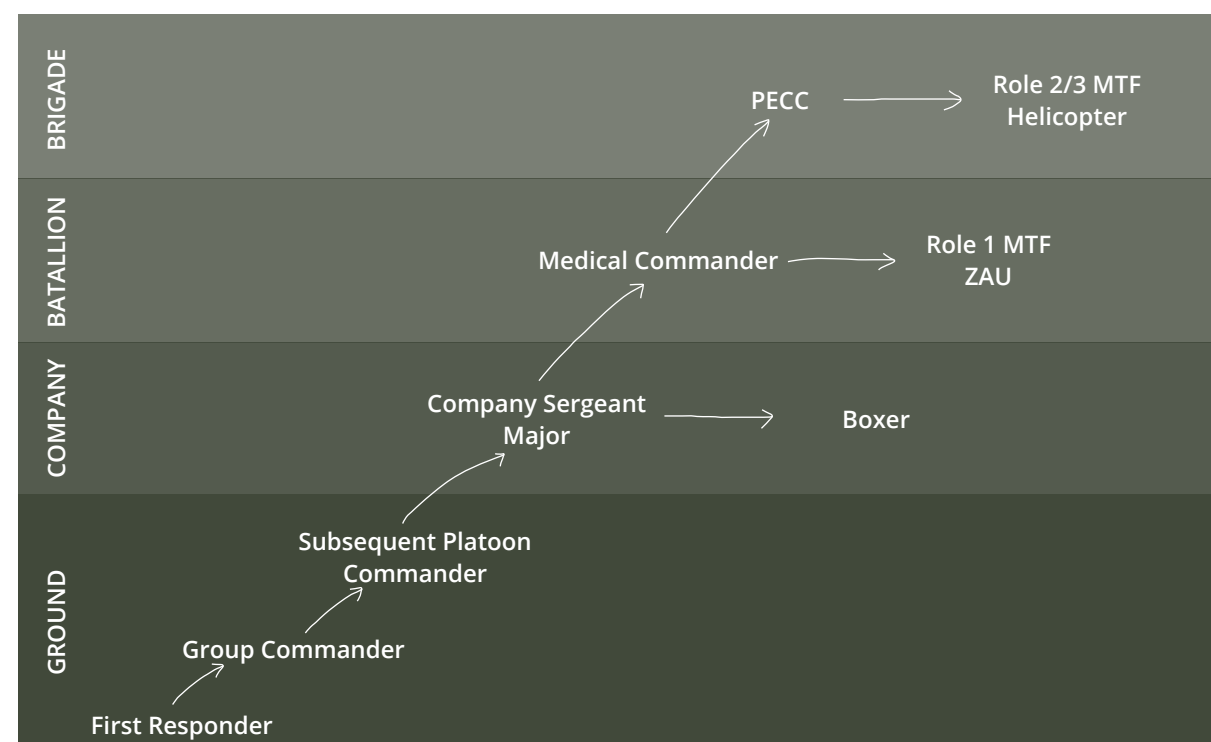 BRIGADE
PECC
Role 2/3 MTF
Helicopter
BATALLION
Medical Commander
Role 1 MTF
ZAU
COMPANY
Company Sergeant
Major
Boxer
GROUND
Subsequent Platoon
Commander
Group Commander
First Responder